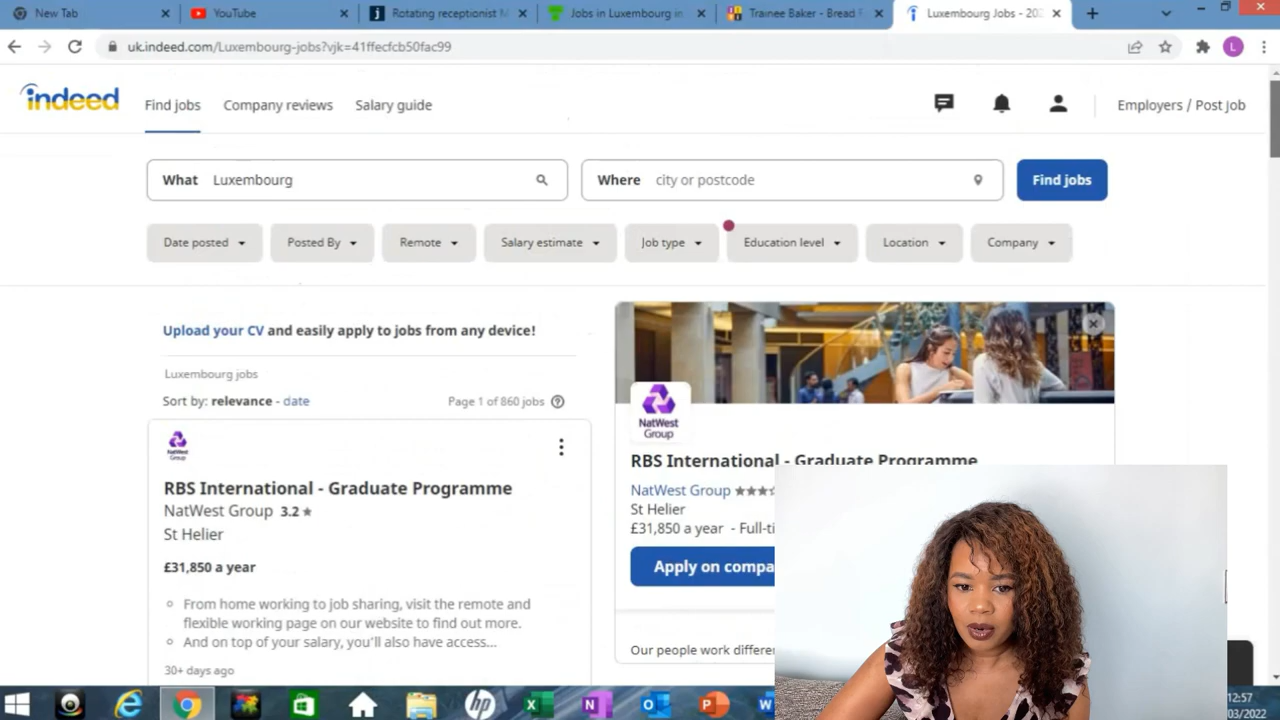 New Tab
YouTube
Rotating receptionist M
Jobs in Luxembourg in
Trainee Baker - Bread F
Luxembourg Jobs - 202
uk.indeed.com/Luxembourg-jobs?vjk=41ffecfcb50fac99
L
indeed
Find jobs
Company reviews
Salary guide
Employers / Post Job
What Luxembourg
Where city or postcode
Find jobs
Date posted
Posted By
Remote
Salary estimate
Job type
Education level
Location
Company
Upload your CV and easily apply to jobs from any device!
Luxembourg jobs
Sort by: relevance - date
Page 1 of 860 jobs
NatWest
Group
RBS International - Graduate Programme
NatWest Group 3.2
St Helier
£31,850 a year
From home working to job sharing, visit the remote and
flexible working page on our website to find out more.
And on top of your salary, you'll also have access...
30+ days ago
NatWest
Group
RBS International - Graduate Programme
NatWest Group
St Helier
£31,850 a year - Full-ti
Apply on compa
Our people work differen
hp
12:57
/03/2022